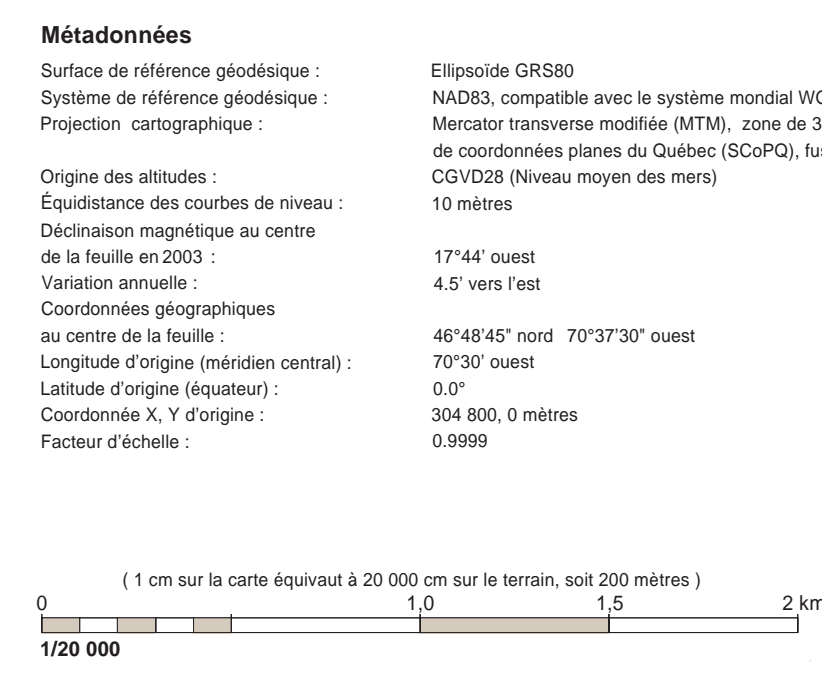 Métadonnées
Surface de référence géodésique : Ellipsoïde GRS80
Système de référence géodésique : NAD83, compatible avec le système mondial
Projection cartographique : Mercator transverse modifiée (MTM), zone de 3
de coordonnées planes du Québec (SCoPQ),
Origine des altitudes : CGVD28 (Niveau moyen des mers)
Équidistance des courbes de niveau : 10 mètres
Déclinaison magnétique au centre
de la feuille en 2003 : 17°44’ ouest
Variation annuelle : 4.5’ vers l’est
Coordonnées géographiques
au centre de la feuille : 46°48'45" nord 70°37'30" ouest
Longitude d’origine (méridien central) : 70°30’ ouest
Latitude d’origine (équateur) : 0.0°
Coordonnée X, Y d’origine : 304 800, 0 mètres
Facteur d’échelle : 0.9999
( 1 cm sur la carte équivaut à 20 000 cm sur le terrain, soit 200 mètres )
0 1,0 1,5 2 km
1/20 000